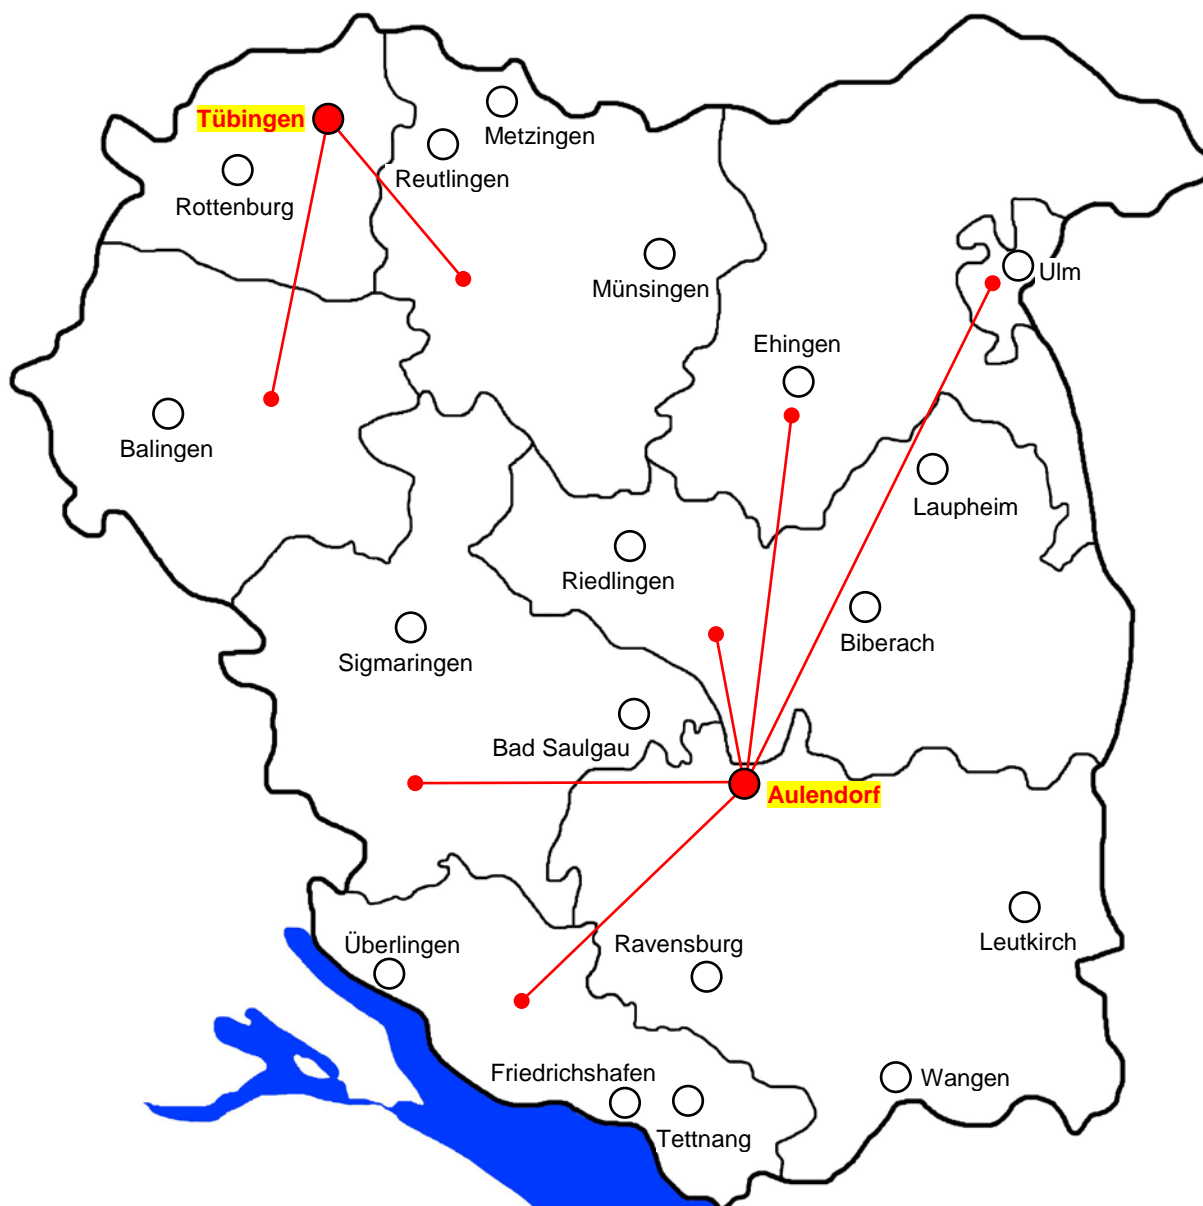 Metzingen
Tübingen
Reutlingen
Rottenburg
Münsingen
Ulm
Ehingen
Balingen
Laupheim
Riedlingen
Biberach
Sigmaringen
Bad Saulgau
Aulendorf
Überlingen
Ravensburg
Leutkirch
Friedrichshafen
Wangen
Tettnang